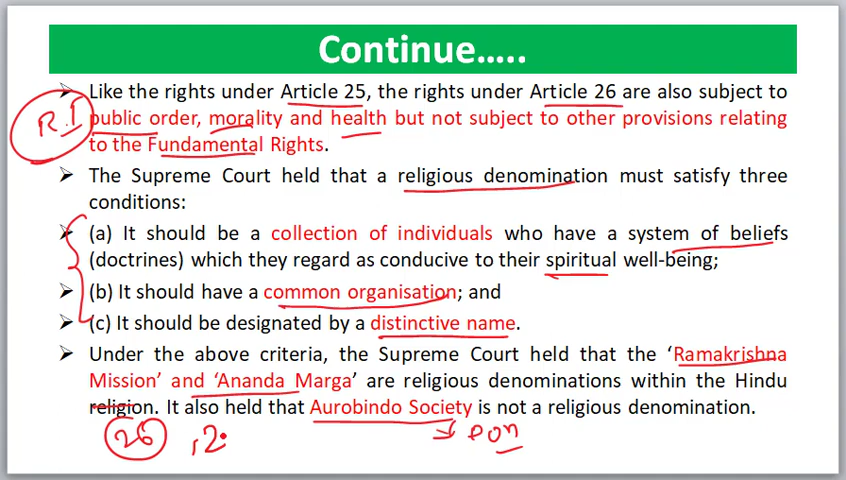 Continue…..
➤ Like the rights under Article 25, the rights under Article 26 are also subject to
public order, morality and health but not subject to other provisions relating
to the Fundamental Rights.
R.I
➤ The Supreme Court held that a religious denomination must satisfy three
conditions:
➤ (a) It should be a collection of individuals who have a system of beliefs
(doctrines) which they regard as conducive to their spiritual well-being;
➤ (b) It should have a common organisation; and
➤ (c) It should be designated by a distinctive name.
➤ Under the above criteria, the Supreme Court held that the ‘Ramakrishna
Mission’ and ‘Ananda Marga’ are religious denominations within the Hindu
religion. It also held that Aurobindo Society is not a religious denomination.
26